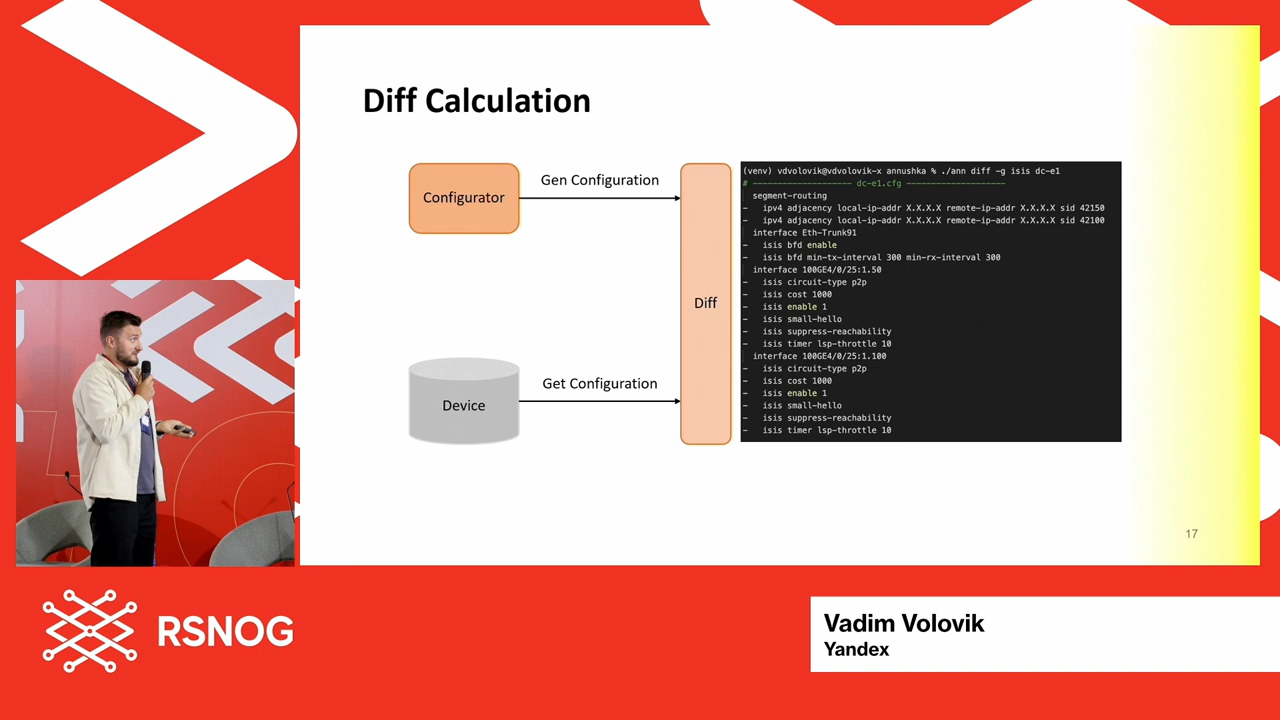 Diff Calculation
Configurator
Gen Configuration
Diff
Device
Get Configuration
(venv) vdvolovik@vdvolovik-x annushka % ./ann diff -g isis dc-e1
# -------------------- dc-e1.cfg --------------------
segment-routing
-   ipv4 adjacency local-ip-addr X.X.X.X remote-ip-addr X.X.X.X sid 42150
-   ipv4 adjacency local-ip-addr X.X.X.X remote-ip-addr X.X.X.X sid 42100
interface Eth-Trunk91
-   isis bfd enable
-   isis bfd min-tx-interval 300 min-rx-interval 300
interface 100GE4/0/25:1.50
-   isis circuit-type p2p
-   isis cost 1000
-   isis enable 1
-   isis small-hello
-   isis suppress-reachability
-   isis timer lsp-throttle 10
interface 100GE4/0/25:1.100
-   isis circuit-type p2p
-   isis cost 1000
-   isis enable 1
-   isis small-hello
-   isis suppress-reachability
-   isis timer lsp-throttle 10
17
RSNOG
Vadim Volovik
Yandex